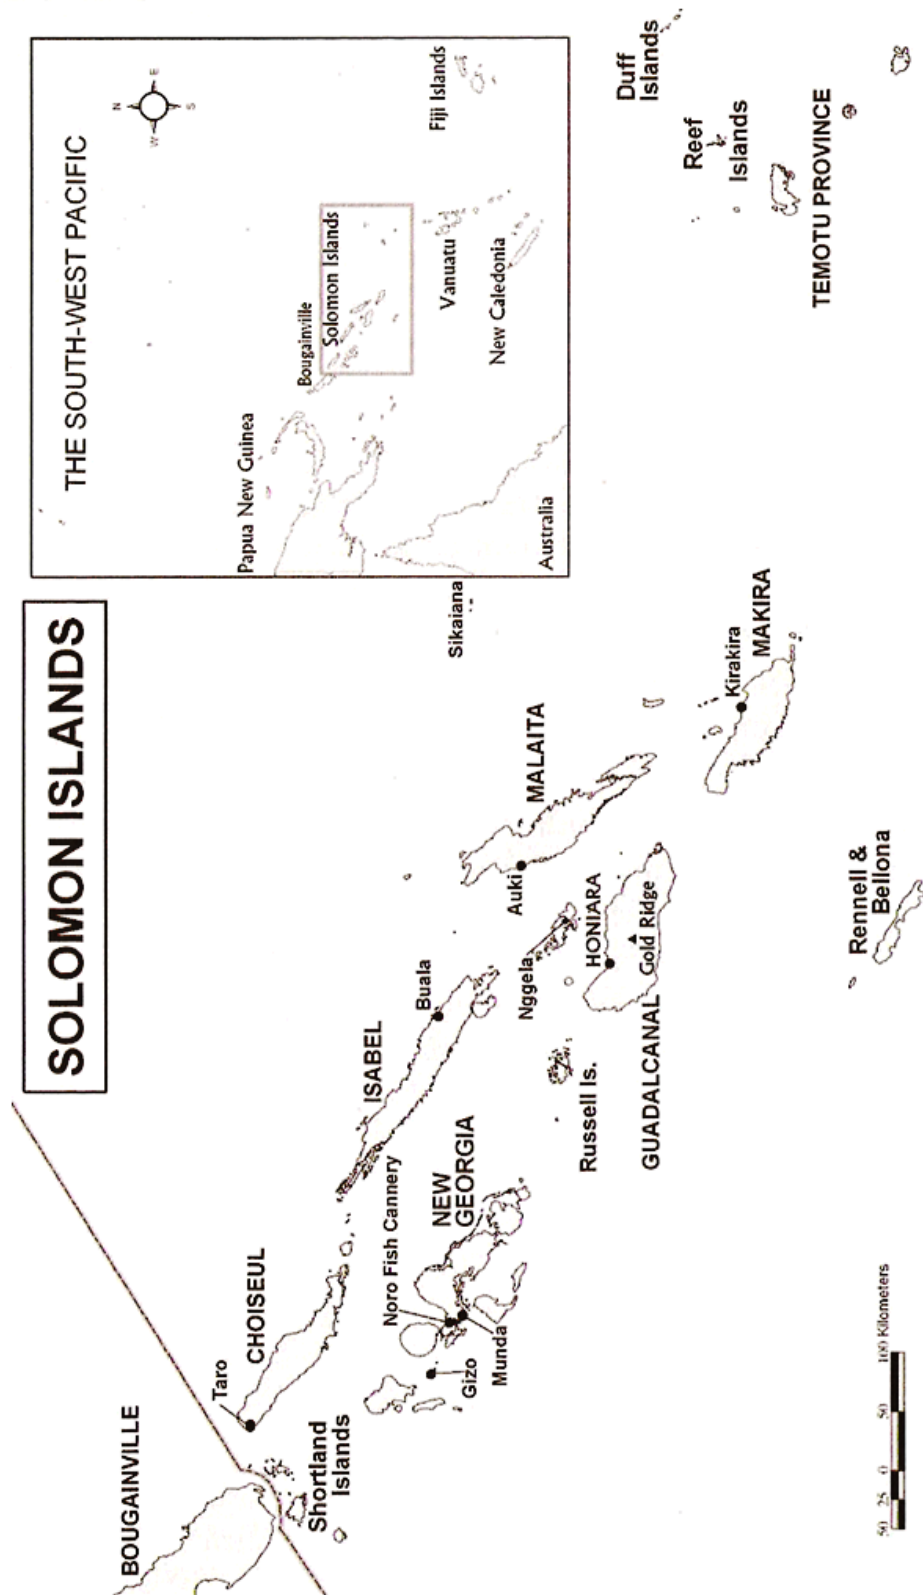 SOLOMON ISLANDS
THE SOUTH-WEST PACIFIC
N
E
S
W
Papua New Guinea
Bougainville
Solomon Islands
Fiji Islands
Vanuatu
New Caledonia
Australia
BOUGAINVILLE
Taro
CHOISEUL
Shortland
Islands
ISABEL
Buala
Noro Fish Cannery
NEW
GEORGIA
Gizo
Munda
Russell Is.
Nggela
HONIARA
Gold Ridge
GUADALCANAL
Auki
MALAITA
Sikaiana
Kirakira
MAKIRA
Rennell &
Bellona
Duff
Islands
Reef
Islands
TEMOTU PROVINCE
50 25 0 50 100 Kilometers